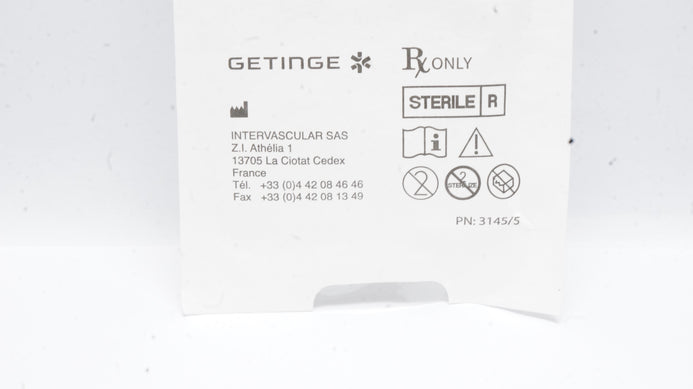 GETINGE
INTERVASCULAR SAS
Z.I. Athélia 1
13705 La Ciotat Cedex
France
Tél. +33 (0)4 42 08 46 46
Fax +33 (0)4 42 08 13 49
Rx ONLY
STERILE R
i
2 2 STERILIZE
PN: 3145/5